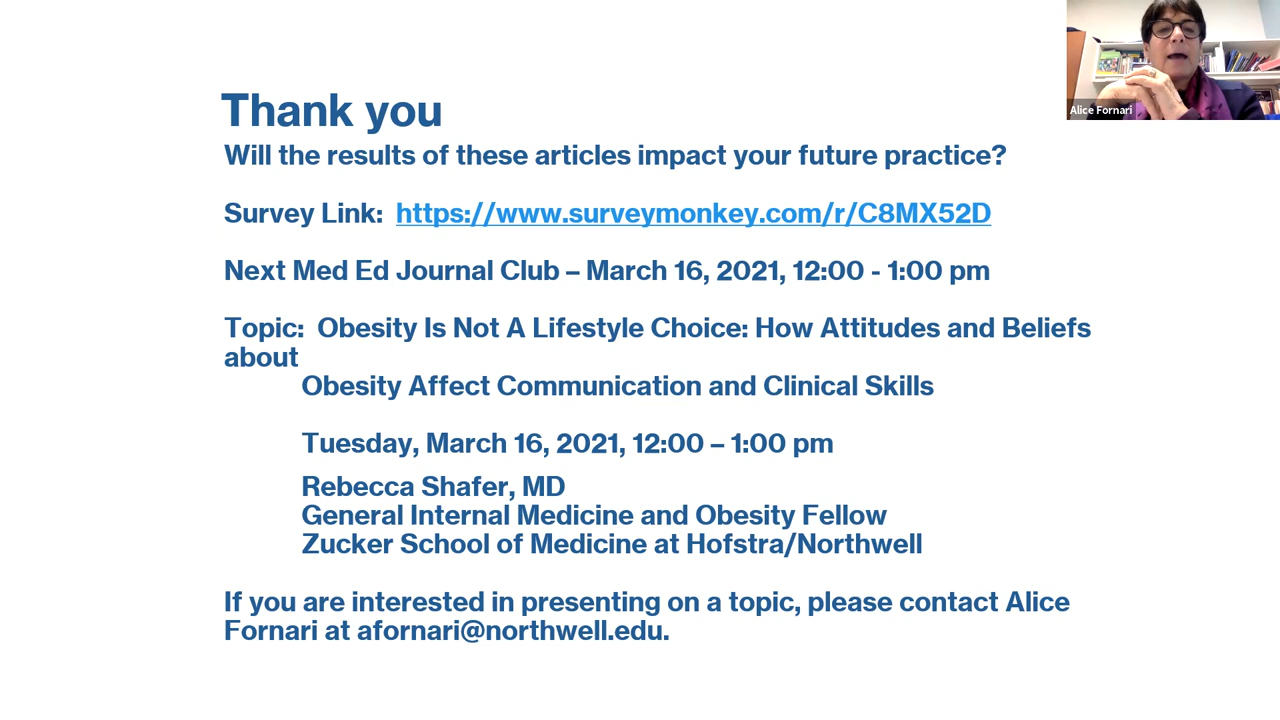 Thank you
Will the results of these articles impact your future practice?
Survey Link:  https://www.surveymonkey.com/r/C8MX52D
Next Med Ed Journal Club – March 16, 2021, 12:00 - 1:00 pm
Topic:  Obesity Is Not A Lifestyle Choice: How Attitudes and Beliefs
about
Obesity Affect Communication and Clinical Skills
Tuesday, March 16, 2021, 12:00 – 1:00 pm
Rebecca Shafer, MD
General Internal Medicine and Obesity Fellow
Zucker School of Medicine at Hofstra/Northwell
If you are interested in presenting on a topic, please contact Alice
Fornari at afornari@northwell.edu.
Alice Fornari